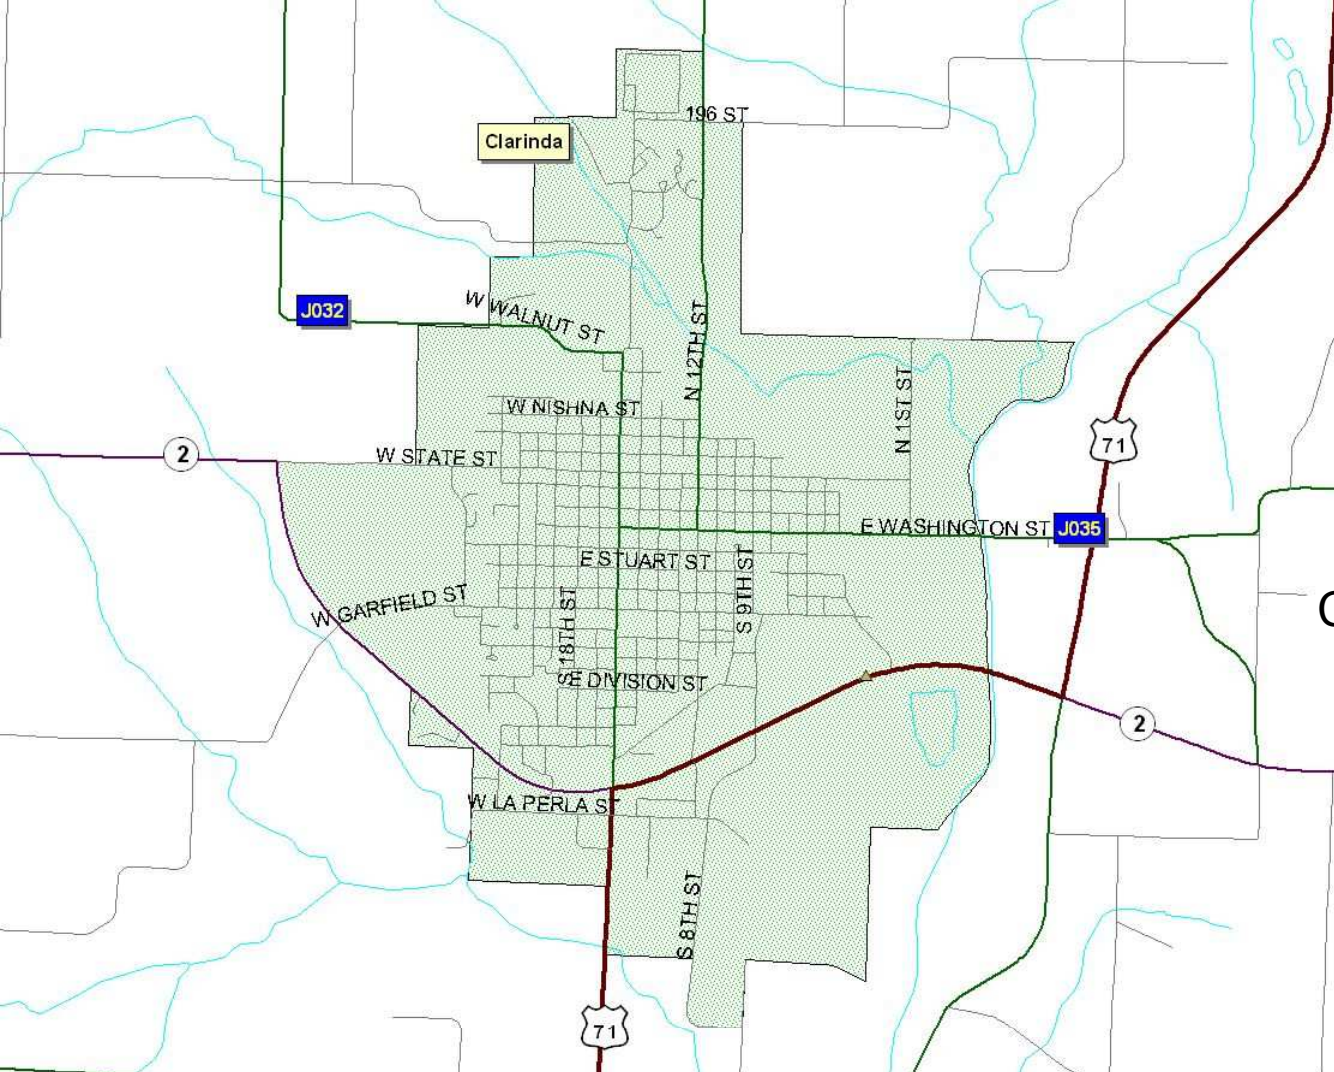 196 ST
Clarinda
J032
W WALNUT ST
N 12TH ST
N 1ST ST
W NISHNA ST
71
2
W STATE ST
E WASHINGTON ST
J035
E STUART ST
S 9TH ST
W GARFIELD ST
S 18TH ST
E DIVISION ST
2
W LA PERLA ST
S 8TH ST
71